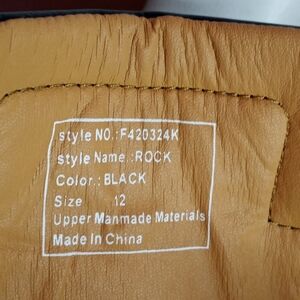 style NO.:F420324K
style Name.:ROCK
Color.:BLACK
Size 12
Upper Manmade Materials
Made In China